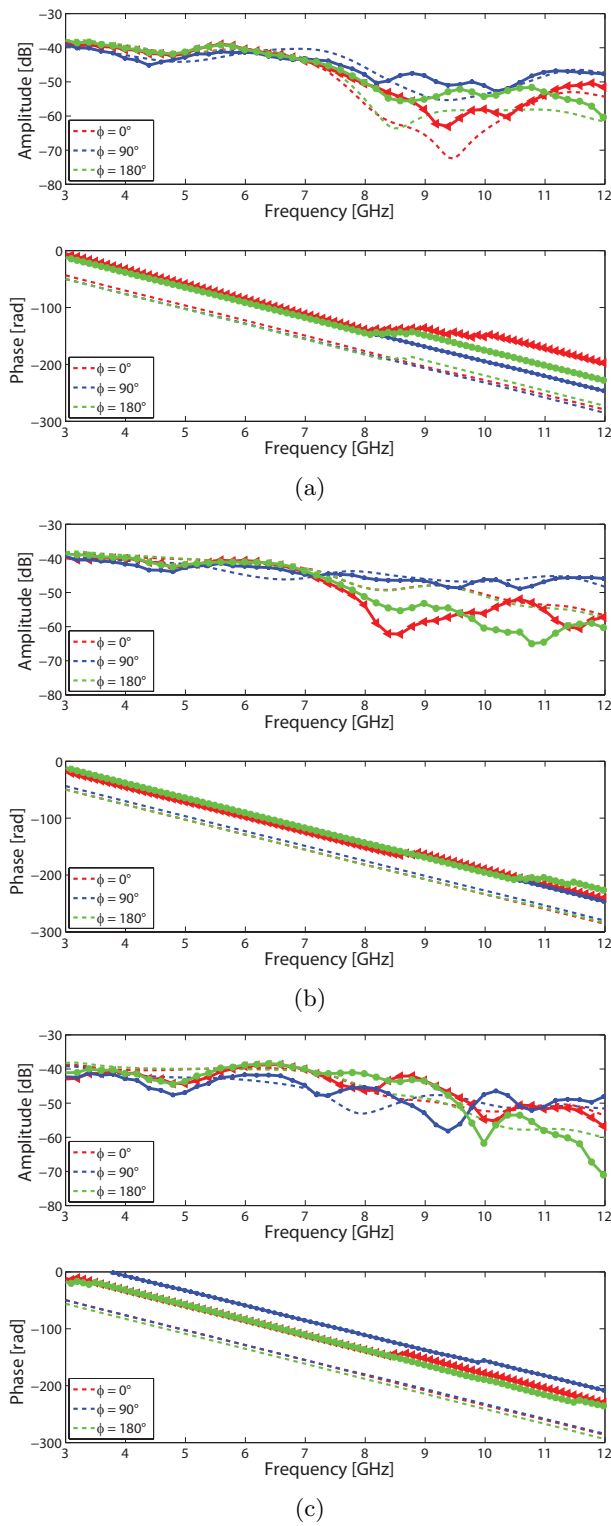 −30
−40
−50
−60
−70
−80
Amplitude [dB]
ϕ = 0°
ϕ = 90°
ϕ = 180°
3 4 5 6 7 8 9 10 11 12
Frequency [GHz]
0
−100
−200
−300
Phase [rad]
ϕ = 0°
ϕ = 90°
ϕ = 180°
3 4 5 6 7 8 9 10 11 12
Frequency [GHz]
(a)
−30
−40
−50
−60
−70
−80
Amplitude [dB]
ϕ = 0°
ϕ = 90°
ϕ = 180°
3 4 5 6 7 8 9 10 11 12
Frequency [GHz]
0
−100
−200
−300
Phase [rad]
ϕ = 0°
ϕ = 90°
ϕ = 180°
3 4 5 6 7 8 9 10 11 12
Frequency [GHz]
(b)
−30
−40
−50
−60
−70
−80
Amplitude [dB]
ϕ = 0°
ϕ = 90°
ϕ = 180°
3 4 5 6 7 8 9 10 11 12
Frequency [GHz]
0
−100
−200
−300
Phase [rad]
ϕ = 0°
ϕ = 90°
ϕ = 180°
3 4 5 6 7 8 9 10 11 12
Frequency [GHz]
(c)